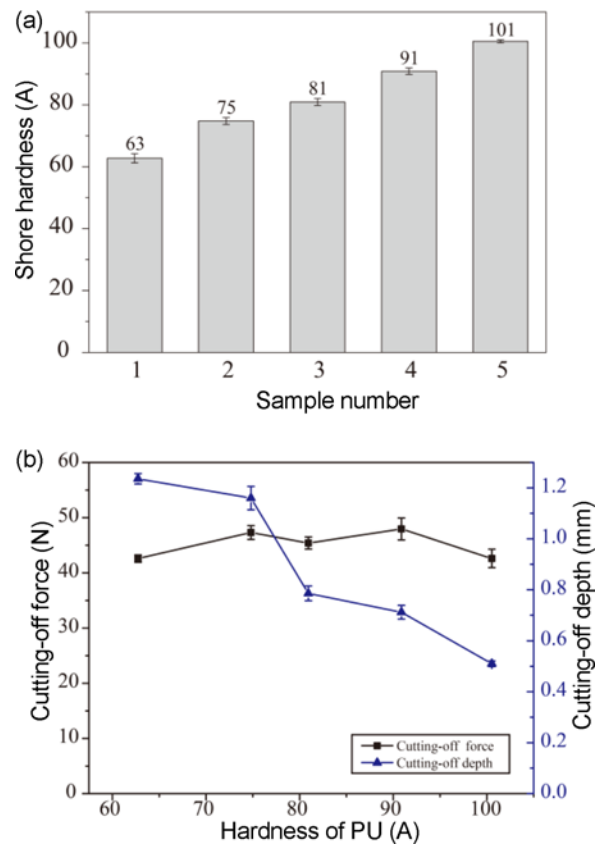 (a)
120
100
80
60
40
20
0
Shore hardness (A)
63
75
81
91
101
1 2 3 4 5
Sample number
(b)
60
50
40
30
20
10
0
Cutting-off force (N)
1.2
1.0
0.8
0.6
0.4
0.2
0.0
Cutting-off depth (mm)
Cutting-off force
Cutting-off depth
60 70 80 90 100
Hardness of PU (A)